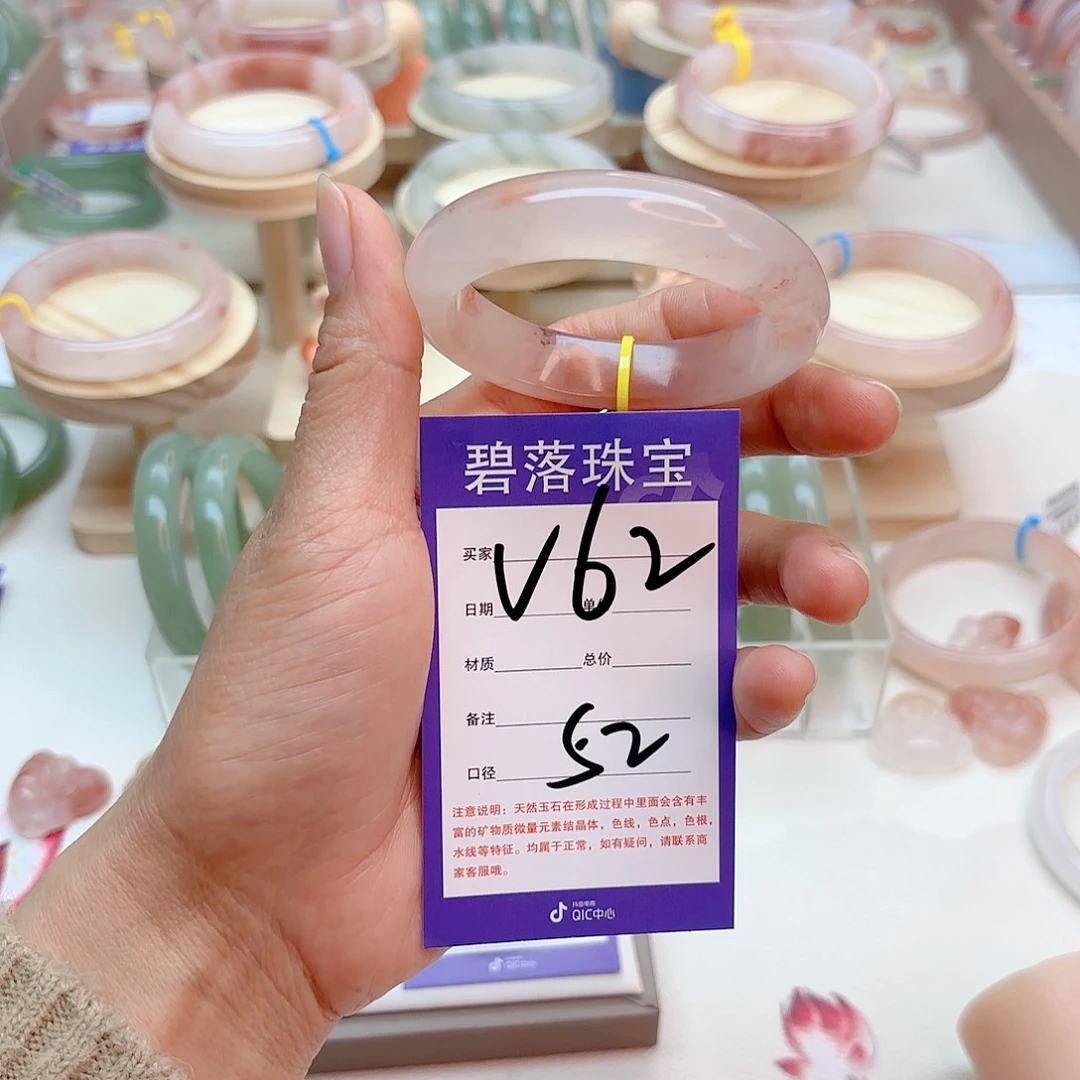 碧落珠宝
买家
日期 单
材质 总价
备注
口径
注意说明：天然玉石在形成过程中里面会含有丰
富的矿物质微量元素结晶体，色线，色点，色根，
水线等特征。均属于正常，如有疑问，请联系商
家客服哦。
抖音电商
QIC中心